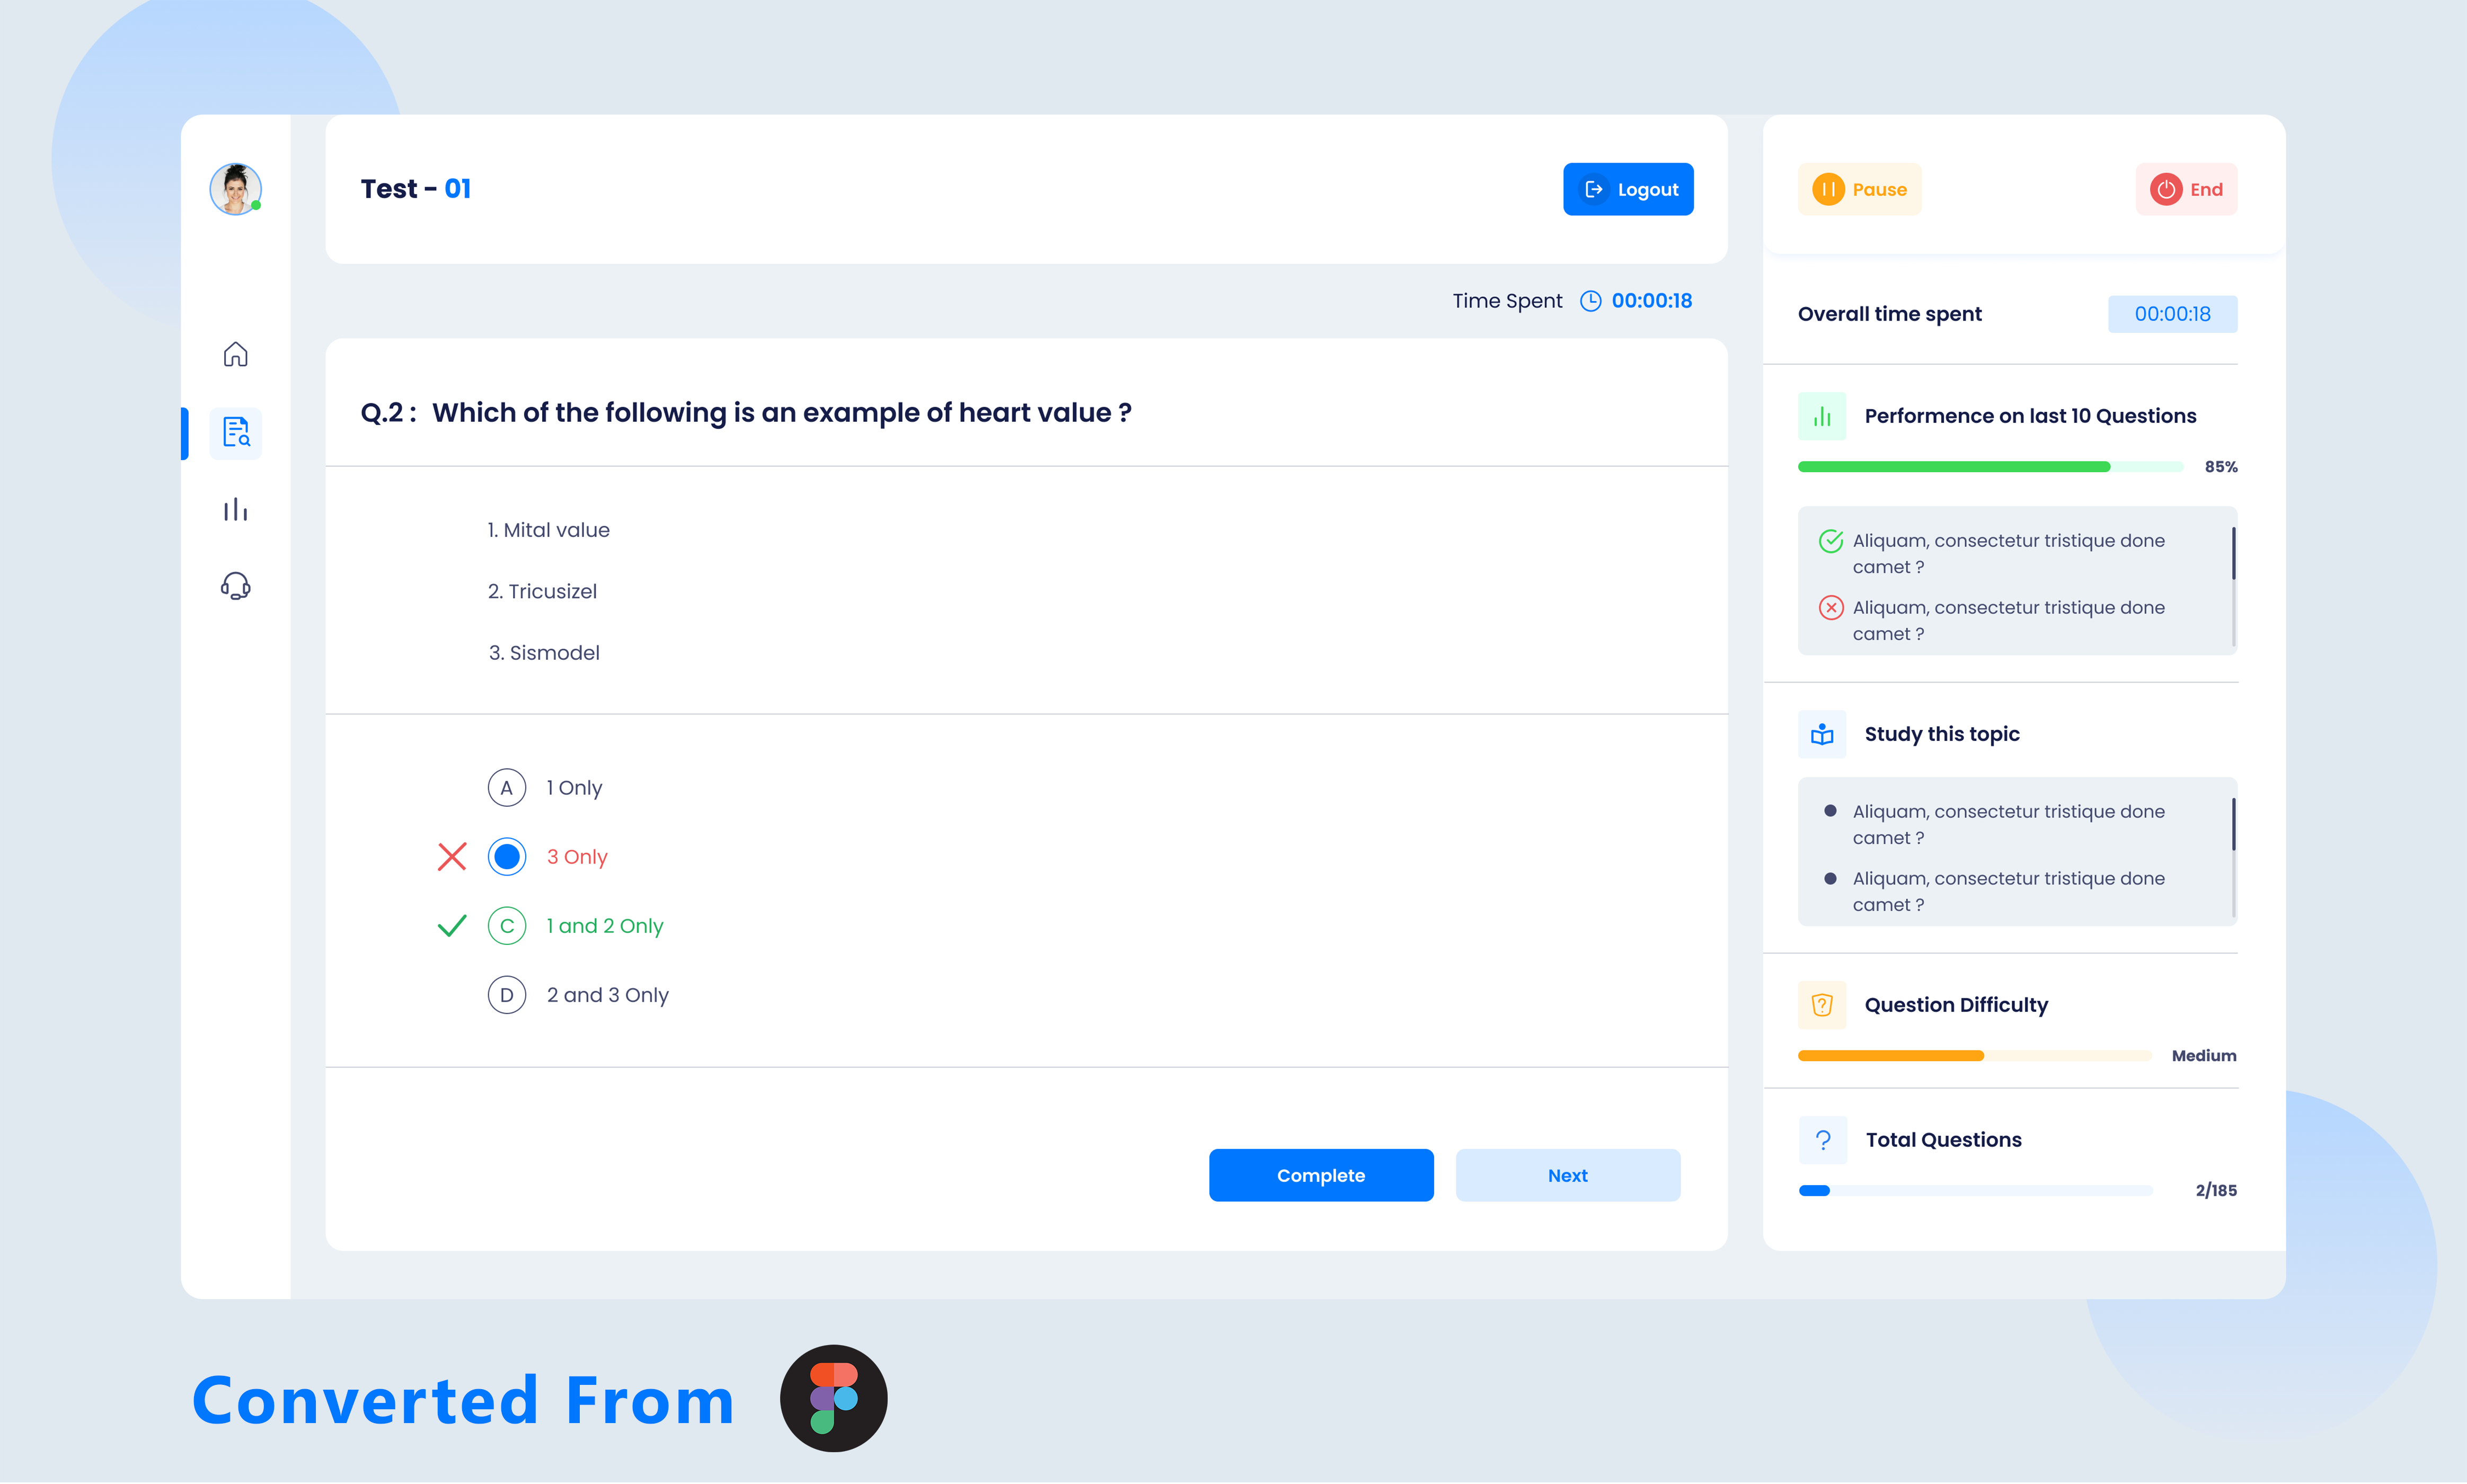 Test - 01
Logout
Time Spent 00:00:18
Q.2 : Which of the following is an example of heart value ?
1. Mital value
2. Tricusizel
3. Sismodel
A 1 Only
3 Only
C 1 and 2 Only
D 2 and 3 Only
Complete Next
Pause End
Overall time spent 00:00:18
Performence on last 10 Questions
85%
Aliquam, consectetur tristique done
camet ?
Aliquam, consectetur tristique done
camet ?
Study this topic
Aliquam, consectetur tristique done
camet ?
Aliquam, consectetur tristique done
camet ?
Question Difficulty
Medium
Total Questions
2/185
Converted From